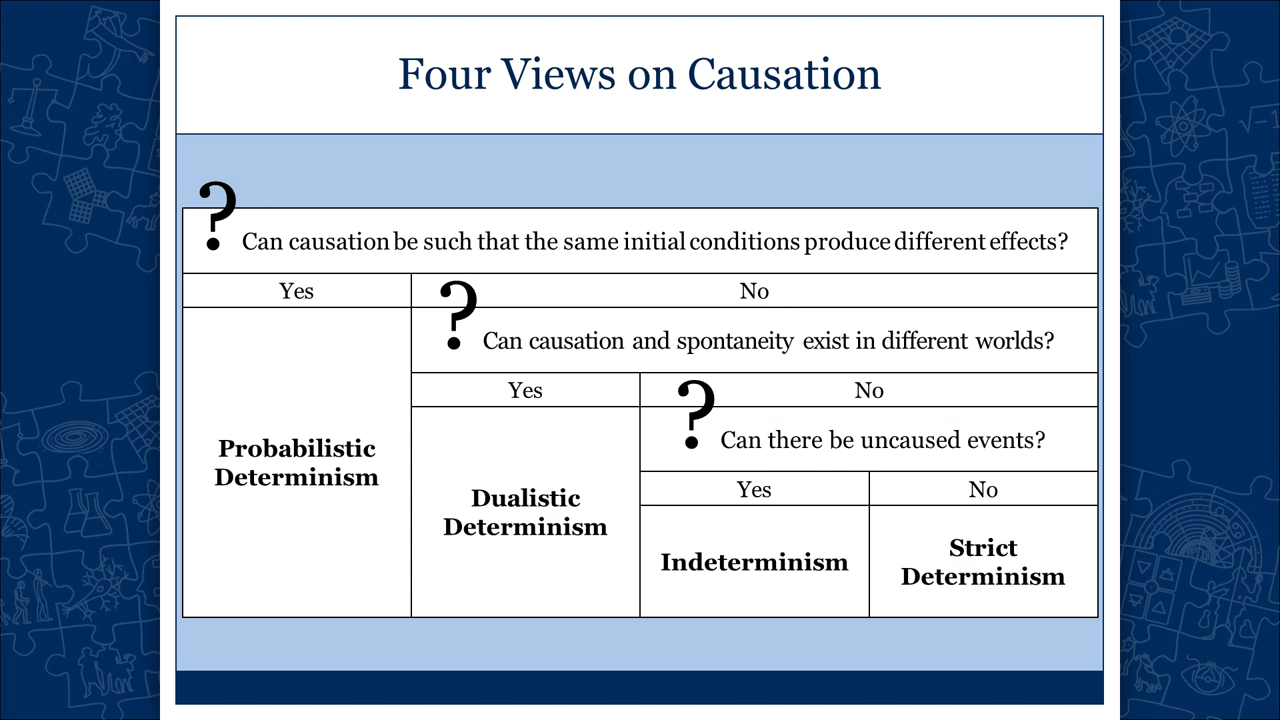 Four Views on Causation
?
Can causation be such that the same initial conditions produce different effects?
Yes
No
?
Can causation and spontaneity exist in different worlds?
Yes
No
?
Can there be uncaused events?
Probabilistic
Determinism
Dualistic
Determinism
Yes
No
Indeterminism
Strict
Determinism
√-1